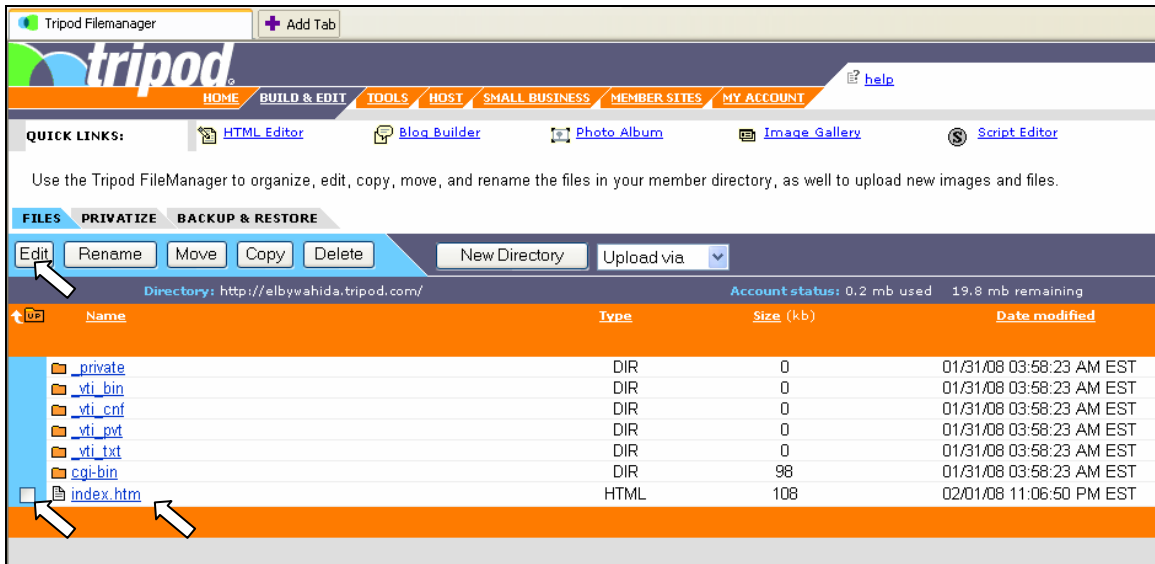 Tripod Filemanager Add Tab
tripod®
help
HOME BUILD & EDIT TOOLS HOST SMALL BUSINESS MEMBER SITES MY ACCOUNT
QUICK LINKS: HTML Editor Blog Builder Photo Album Image Gallery Script Editor
Use the Tripod FileManager to organize, edit, copy, move, and rename the files in your member directory, as well to upload new images and files.
FILES PRIVATIZE BACKUP & RESTORE
Edit Rename Move Copy Delete New Directory Upload via
Directory: http://elbywahida.tripod.com/ Account status: 0.2 mb used 19.8 mb remaining
UP Name Type Size (kb) Date modified
_private DIR 0 01/31/08 03:58:23 AM EST
_vti_bin DIR 0 01/31/08 03:58:23 AM EST
_vti_cnf DIR 0 01/31/08 03:58:23 AM EST
_vti_pvt DIR 0 01/31/08 03:58:23 AM EST
_vti_txt DIR 0 01/31/08 03:58:23 AM EST
cgi-bin DIR 98 01/31/08 03:58:23 AM EST
index.htm HTML 108 02/01/08 11:06:50 PM EST